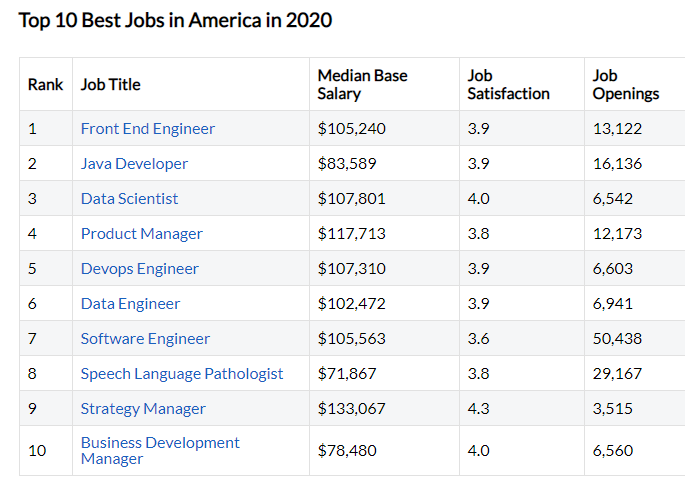 Top 10 Best Jobs in America in 2020
Rank Job Title Median Base Salary Job Satisfaction Job Openings
1 Front End Engineer $105,240 3.9 13,122
2 Java Developer $83,589 3.9 16,136
3 Data Scientist $107,801 4.0 6,542
4 Product Manager $117,713 3.8 12,173
5 Devops Engineer $107,310 3.9 6,603
6 Data Engineer $102,472 3.9 6,941
7 Software Engineer $105,563 3.6 50,438
8 Speech Language Pathologist $71,867 3.8 29,167
9 Strategy Manager $133,067 4.3 3,515
10 Business Development Manager $78,480 4.0 6,560